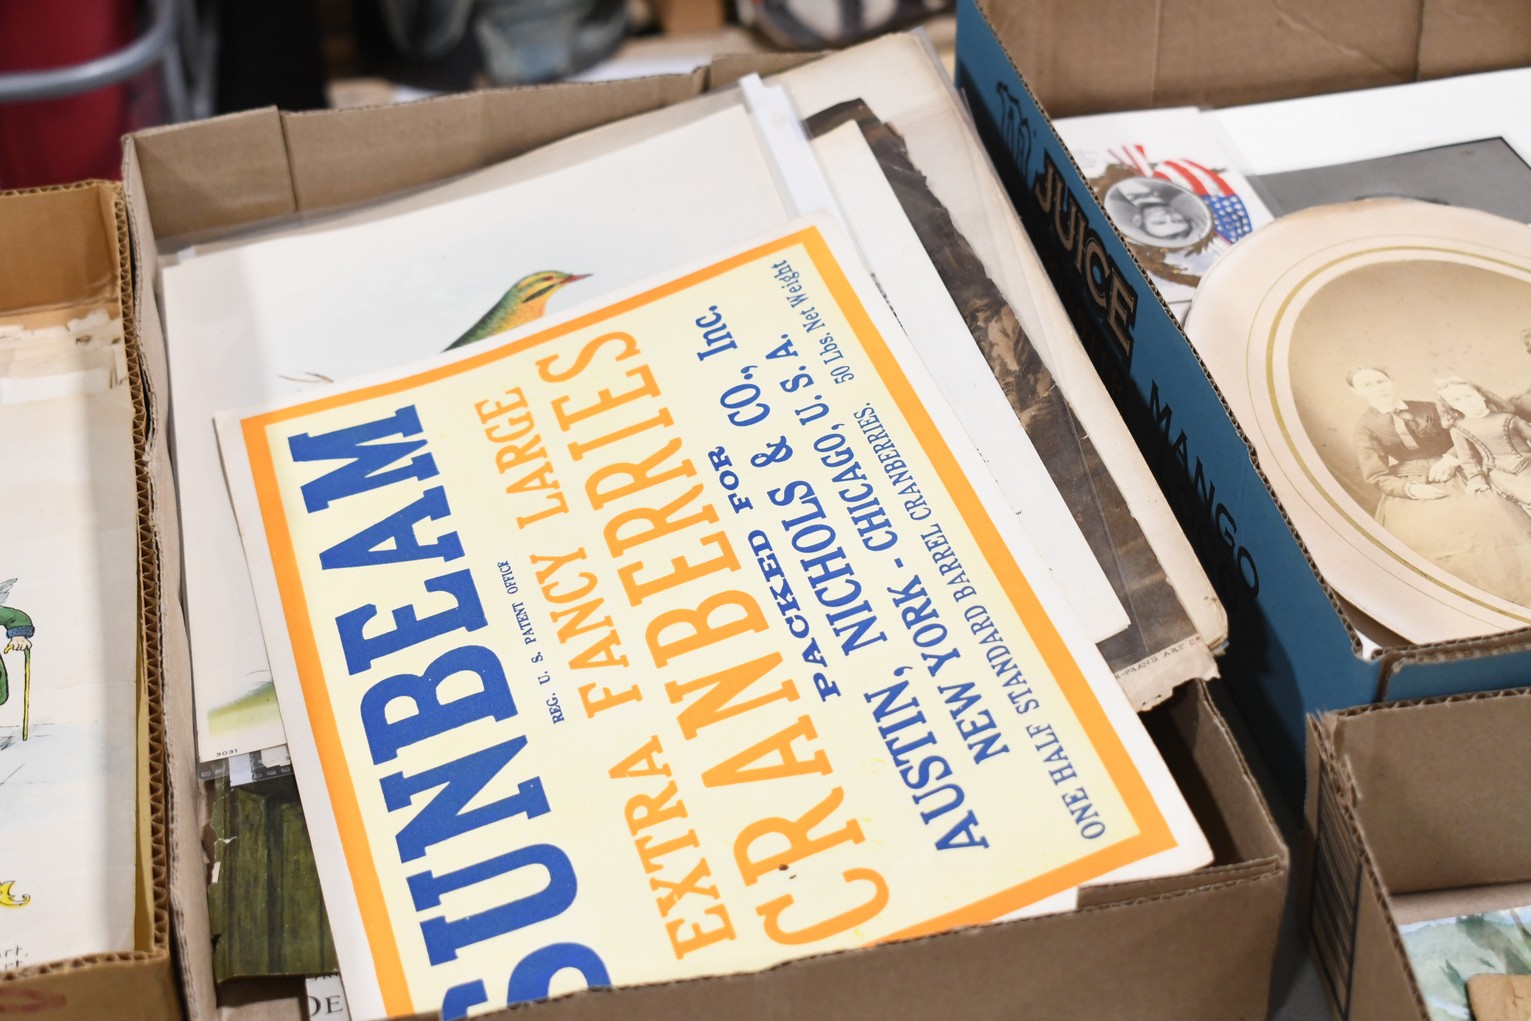 SUNBEAM
REG. U. S. PATENT OFFICE
EXTRA FANCY LARGE
CRANBERRIES
PACKED FOR
AUSTIN, NICHOLS & CO., Inc.
NEW YORK - CHICAGO, U. S. A.
ONE HALF STANDARD BARREL CRANBERRIES.
50 Lbs. Net Weight
3031
JUICE
MANGO